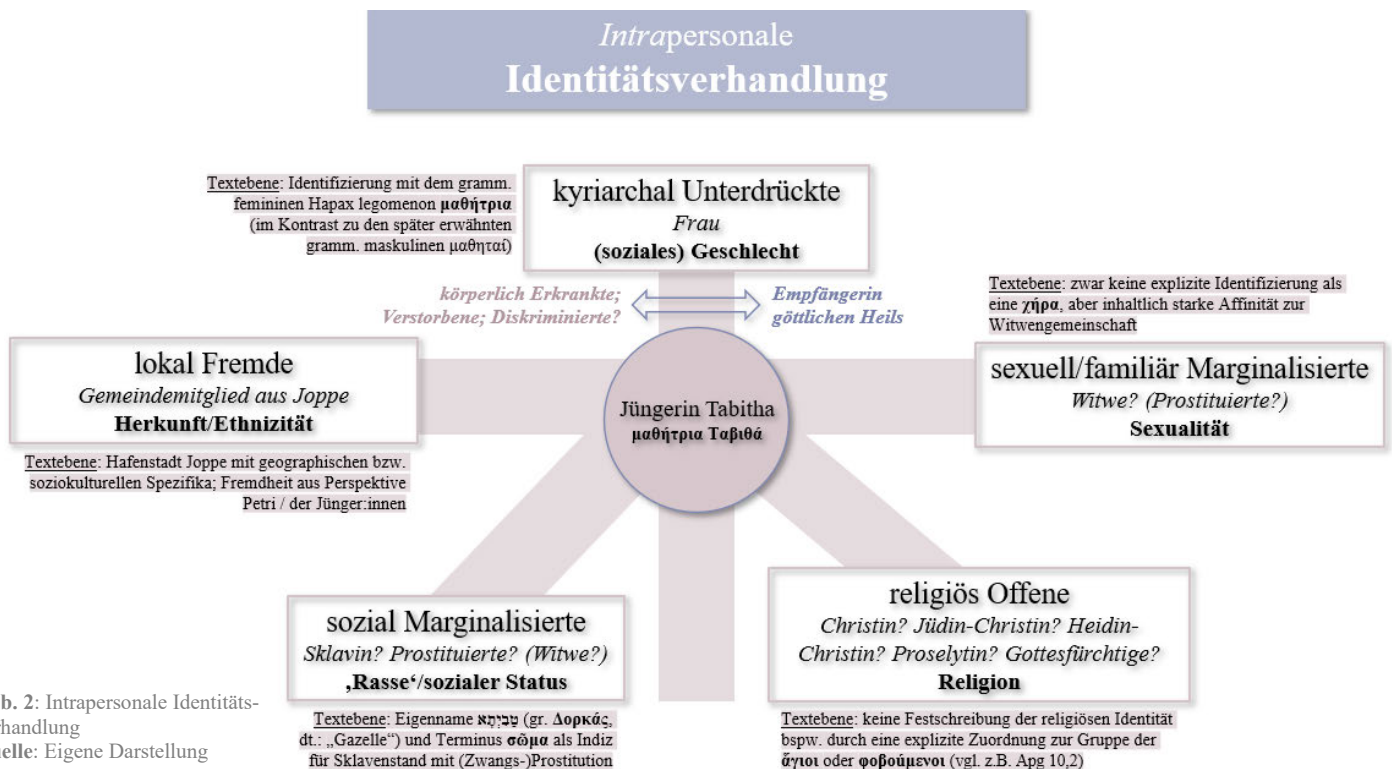 Intrapersonale
Identitätsverhandlung
Textebene: Identifizierung mit dem gramm.
femininen Hapax legomenon μαθήτρια
(im Kontrast zu den später erwähnten
gramm. maskulinen μαθηταί)
kyriarchal Unterdrückte
Frau
(soziales) Geschlecht
körperlich Erkrankte;
Verstorbene; Diskriminierte?
Empfängerin
göttlichen Heils
Textebene: zwar keine explizite Identifizierung als
eine χήρα, aber inhaltlich starke Affinität zur
Witwengemeinschaft
lokal Fremde
Gemeindemitglied aus Joppe
Herkunft/Ethnizität
Textebene: Hafenstadt Joppe mit geographischen bzw.
soziokulturellen Spezifika; Fremdheit aus Perspektive
Petri / der Jünger:innen
Jüngerin Tabitha
μαθήτρια Ταβιθά
sexuell/familiär Marginalisierte
Witwe? (Prostituierte?)
Sexualität
sozial Marginalisierte
Sklavin? Prostituierte? (Witwe?)
‚Rasse‘/sozialer Status
Textebene: Eigenname טְבִיתָא (gr. Δορκάς,
dt.: „Gazelle“) und Terminus σῶμα als Indiz
für Sklavenstand mit (Zwangs-)Prostitution
religiös Offene
Christin? Jüdin-Christin? Heidin-
Christin? Proselytin? Gottesfürchtige?
Religion
Textebene: keine Festschreibung der religiösen Identität
bspw. durch eine explizite Zuordnung zur Gruppe der
ἅγιοι oder φοβούμενοι (vgl. z.B. Apg 10,2)
b. 2: Intrapersonale Identitäts-
rhandlung
uelle: Eigene Darstellung